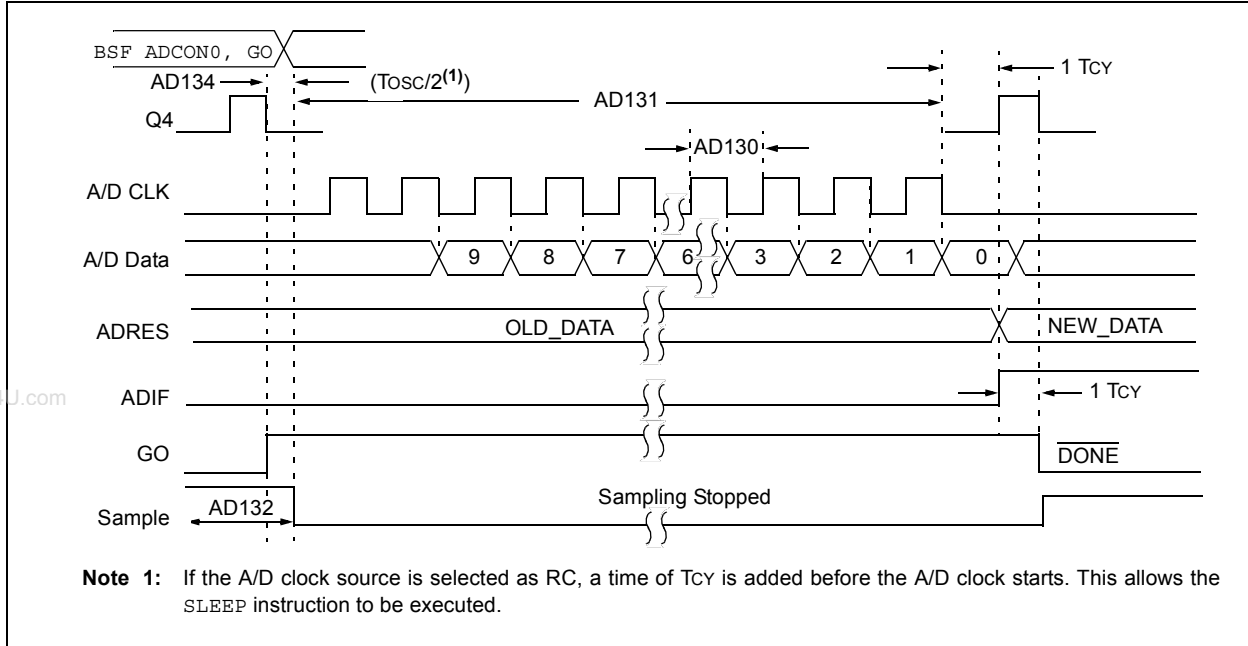 BSF ADCON0, GO
AD134 (TOSC/2(1)) 1 TCY
AD131
Q4
AD130
A/D CLK
A/D Data 9 8 7 6 3 2 1 0
ADRES OLD_DATA NEW_DATA
U.com ADIF 1 TCY
GO DONE
Sampling Stopped
Sample AD132
Note 1: If the A/D clock source is selected as RC, a time of TCY is added before the A/D clock starts. This allows the
SLEEP instruction to be executed.